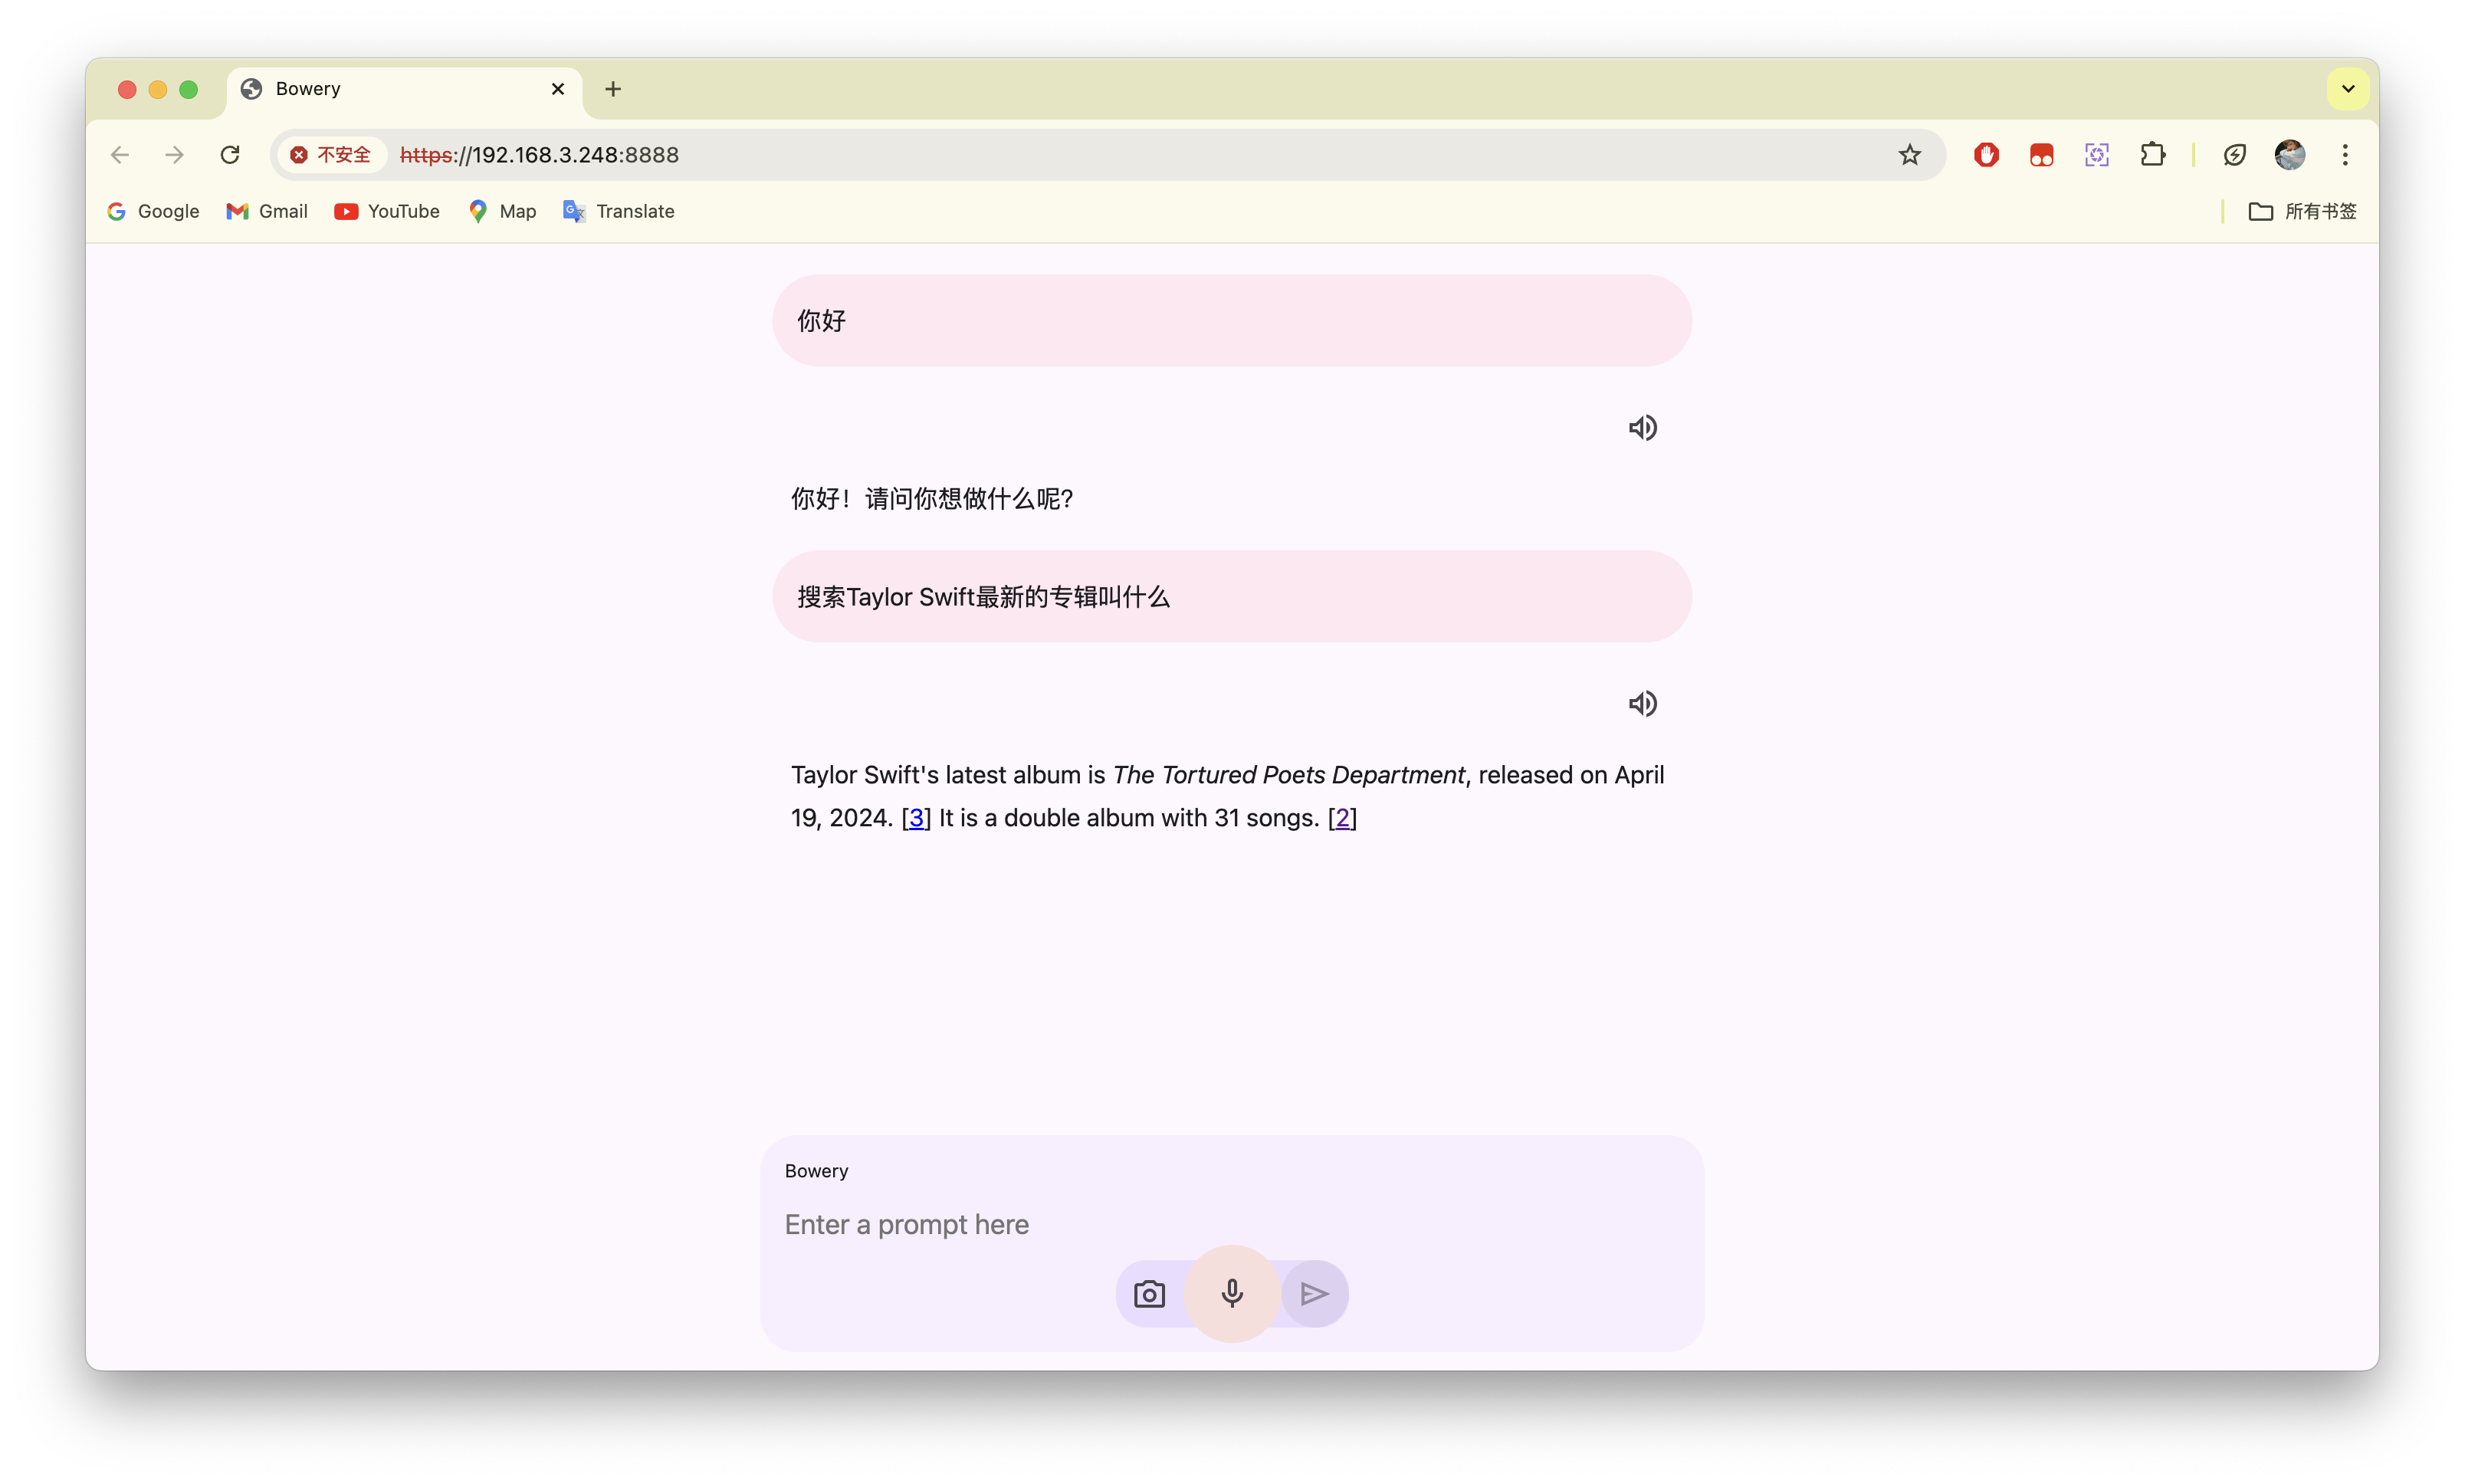 Bowery
不安全
https://192.168.3.248:8888
Google
Gmail
YouTube
Map
Translate
所有书签
你好
你好！请问你想做什么呢？
搜索Taylor Swift最新的专辑叫什么
Taylor Swift's latest album is The Tortured Poets Department, released on April
19, 2024. [3] It is a double album with 31 songs. [2]
Bowery
Enter a prompt here